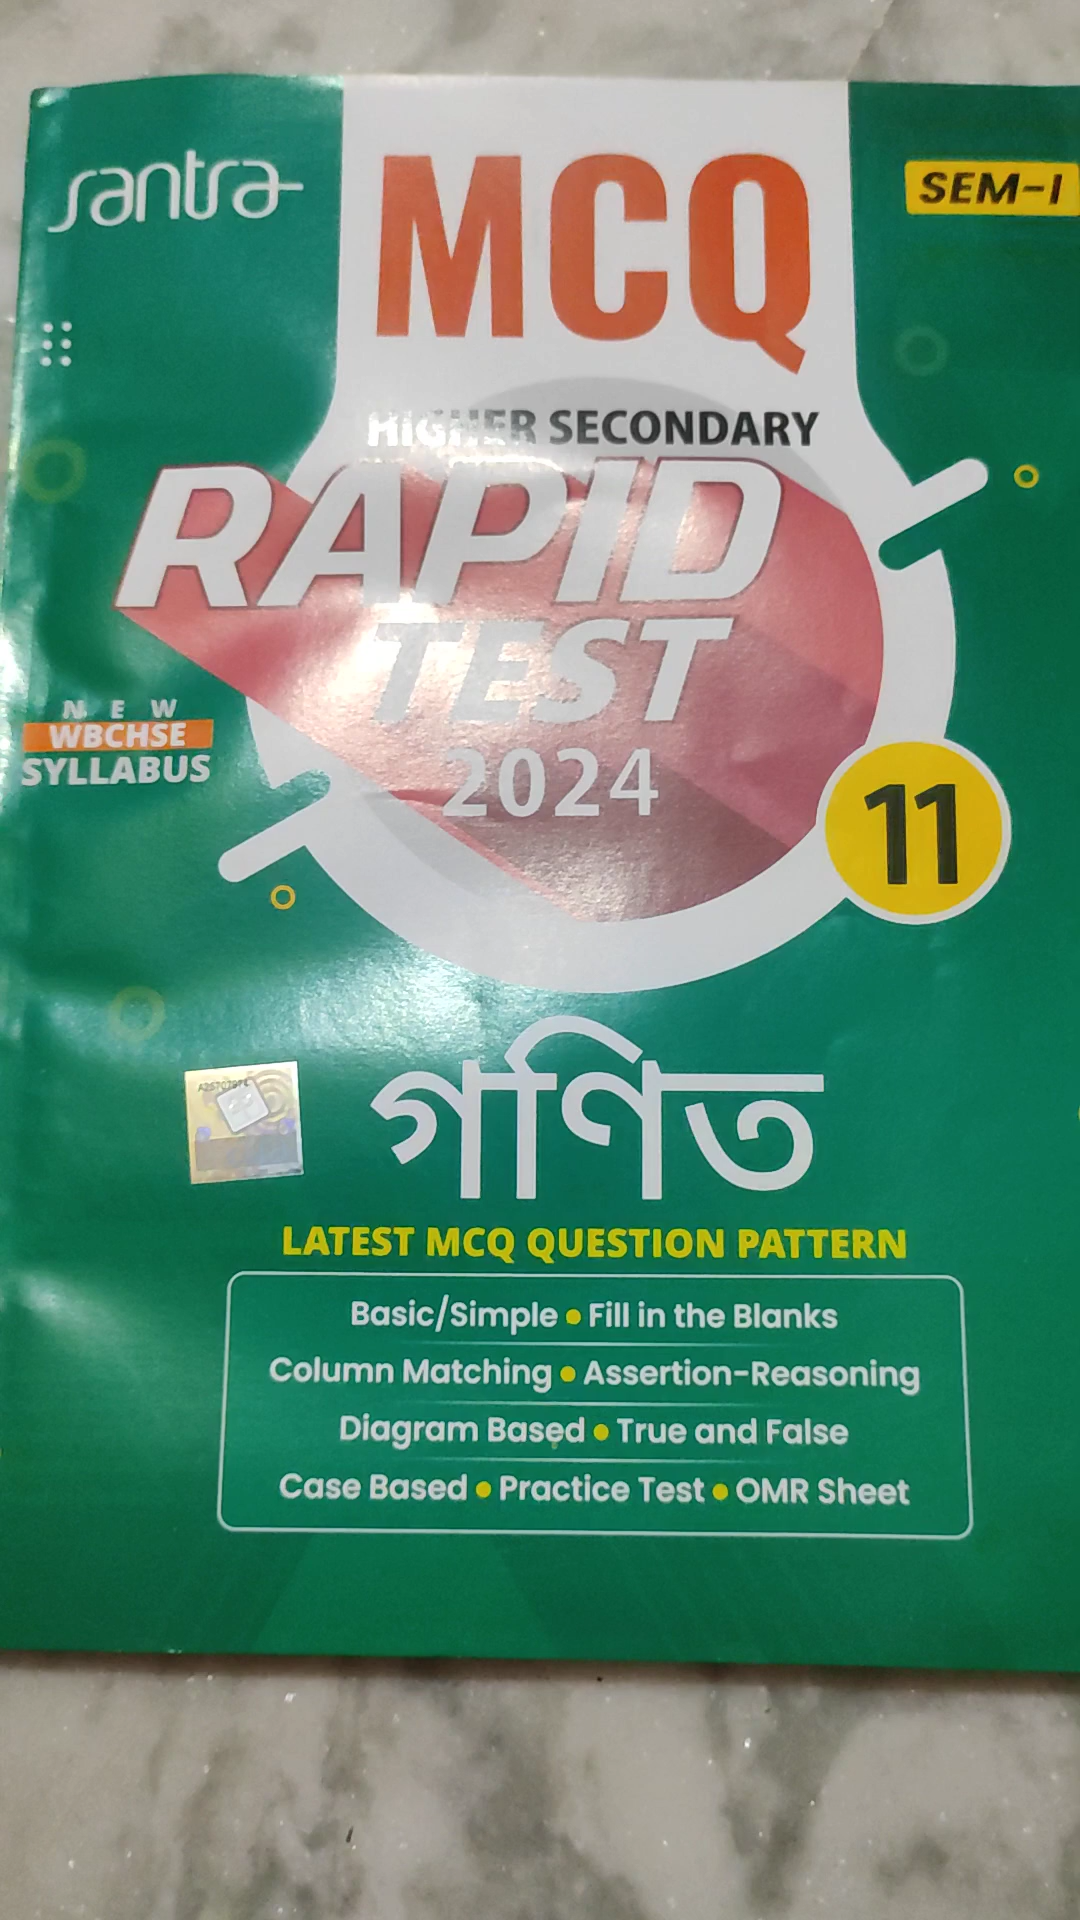 santra
MCQ
SEM-I
HIGHER SECONDARY
RAPID
TEST
2024
NEW
WBCHSE
SYLLABUS
11
গণিত
LATEST MCQ QUESTION PATTERN
Basic/Simple • Fill in the Blanks
Column Matching • Assertion-Reasoning
Diagram Based • True and False
Case Based • Practice Test • OMR Sheet